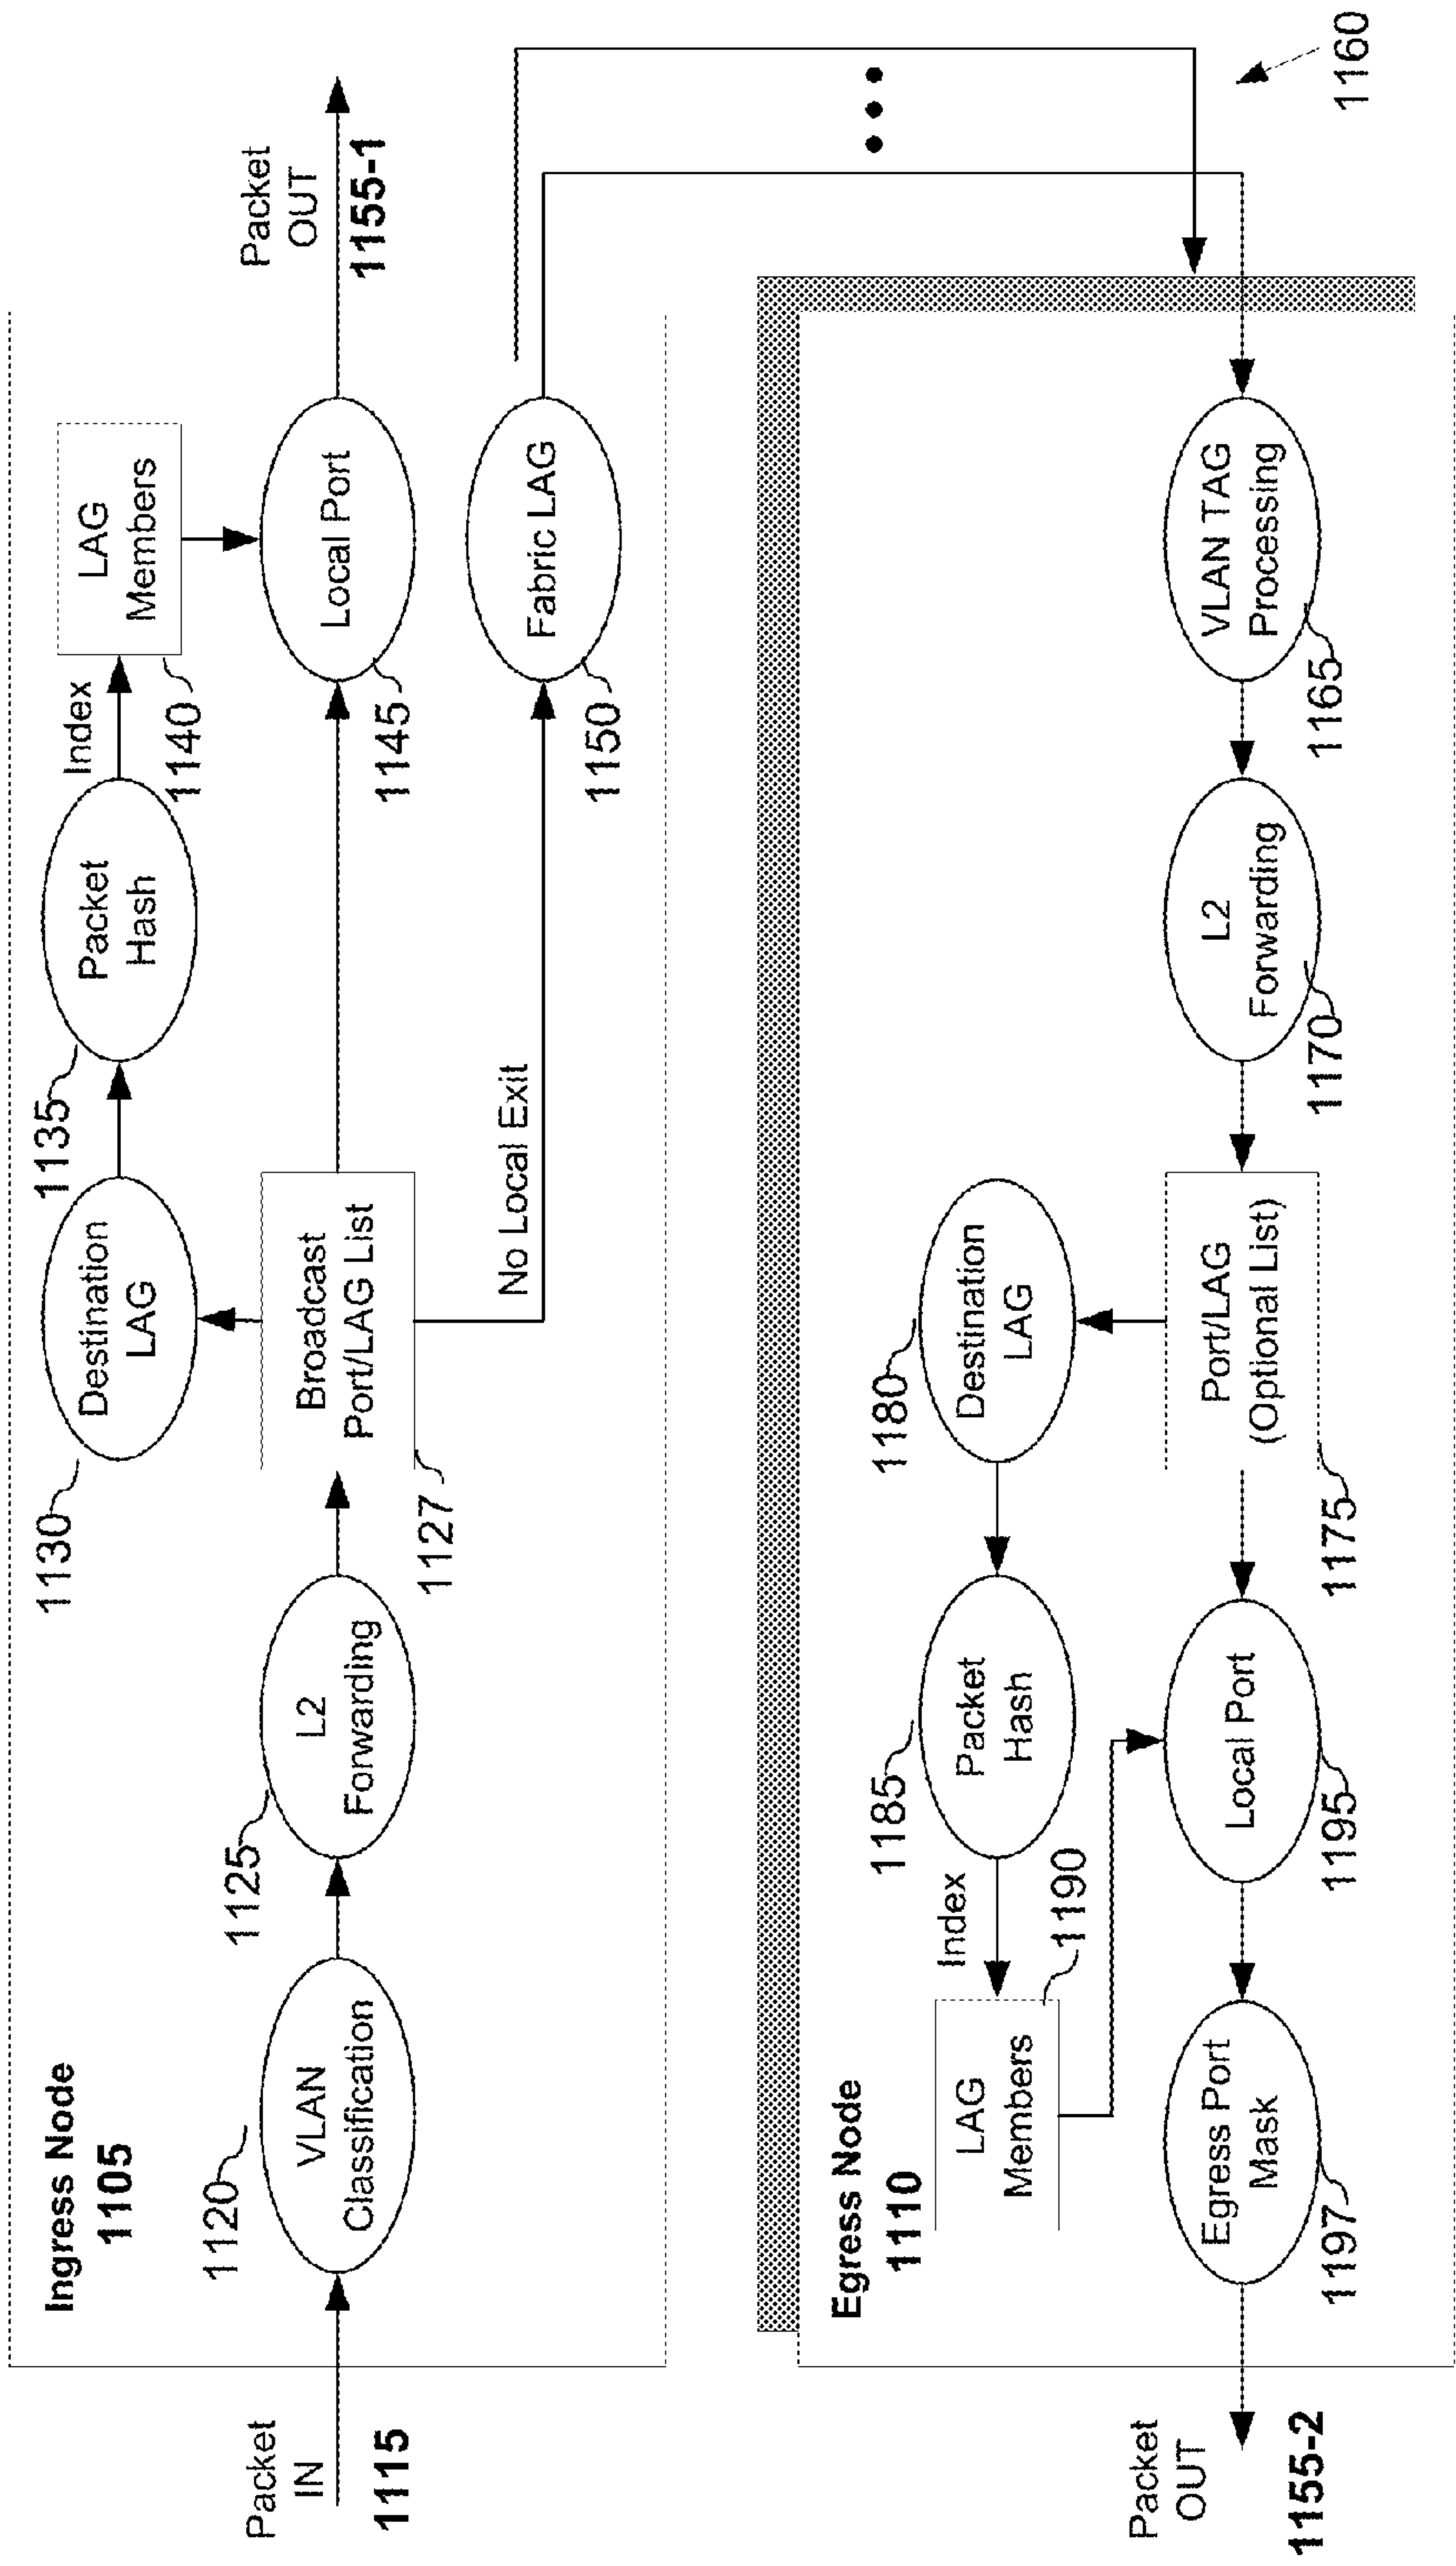 Ingress Node
1105
Packet
IN
1115
1120
VLAN
Classification
1125
L2
Forwarding
1127
Broadcast
Port/LAG List
1130
Destination
LAG
1135
Packet
Hash
Index
1140
LAG
Members
Local Port
1145
No Local Exit
Fabric LAG
1150
Packet
OUT
1155-1
1160
Egress Node
1110
VLAN TAG
Processing
1165
L2
Forwarding
1170
Port/LAG
(Optional List)
1175
Destination
LAG
1180
Packet
Hash
1185
Index
1190
LAG
Members
Local Port
1195
Egress Port
Mask
1197
Packet
OUT
1155-2